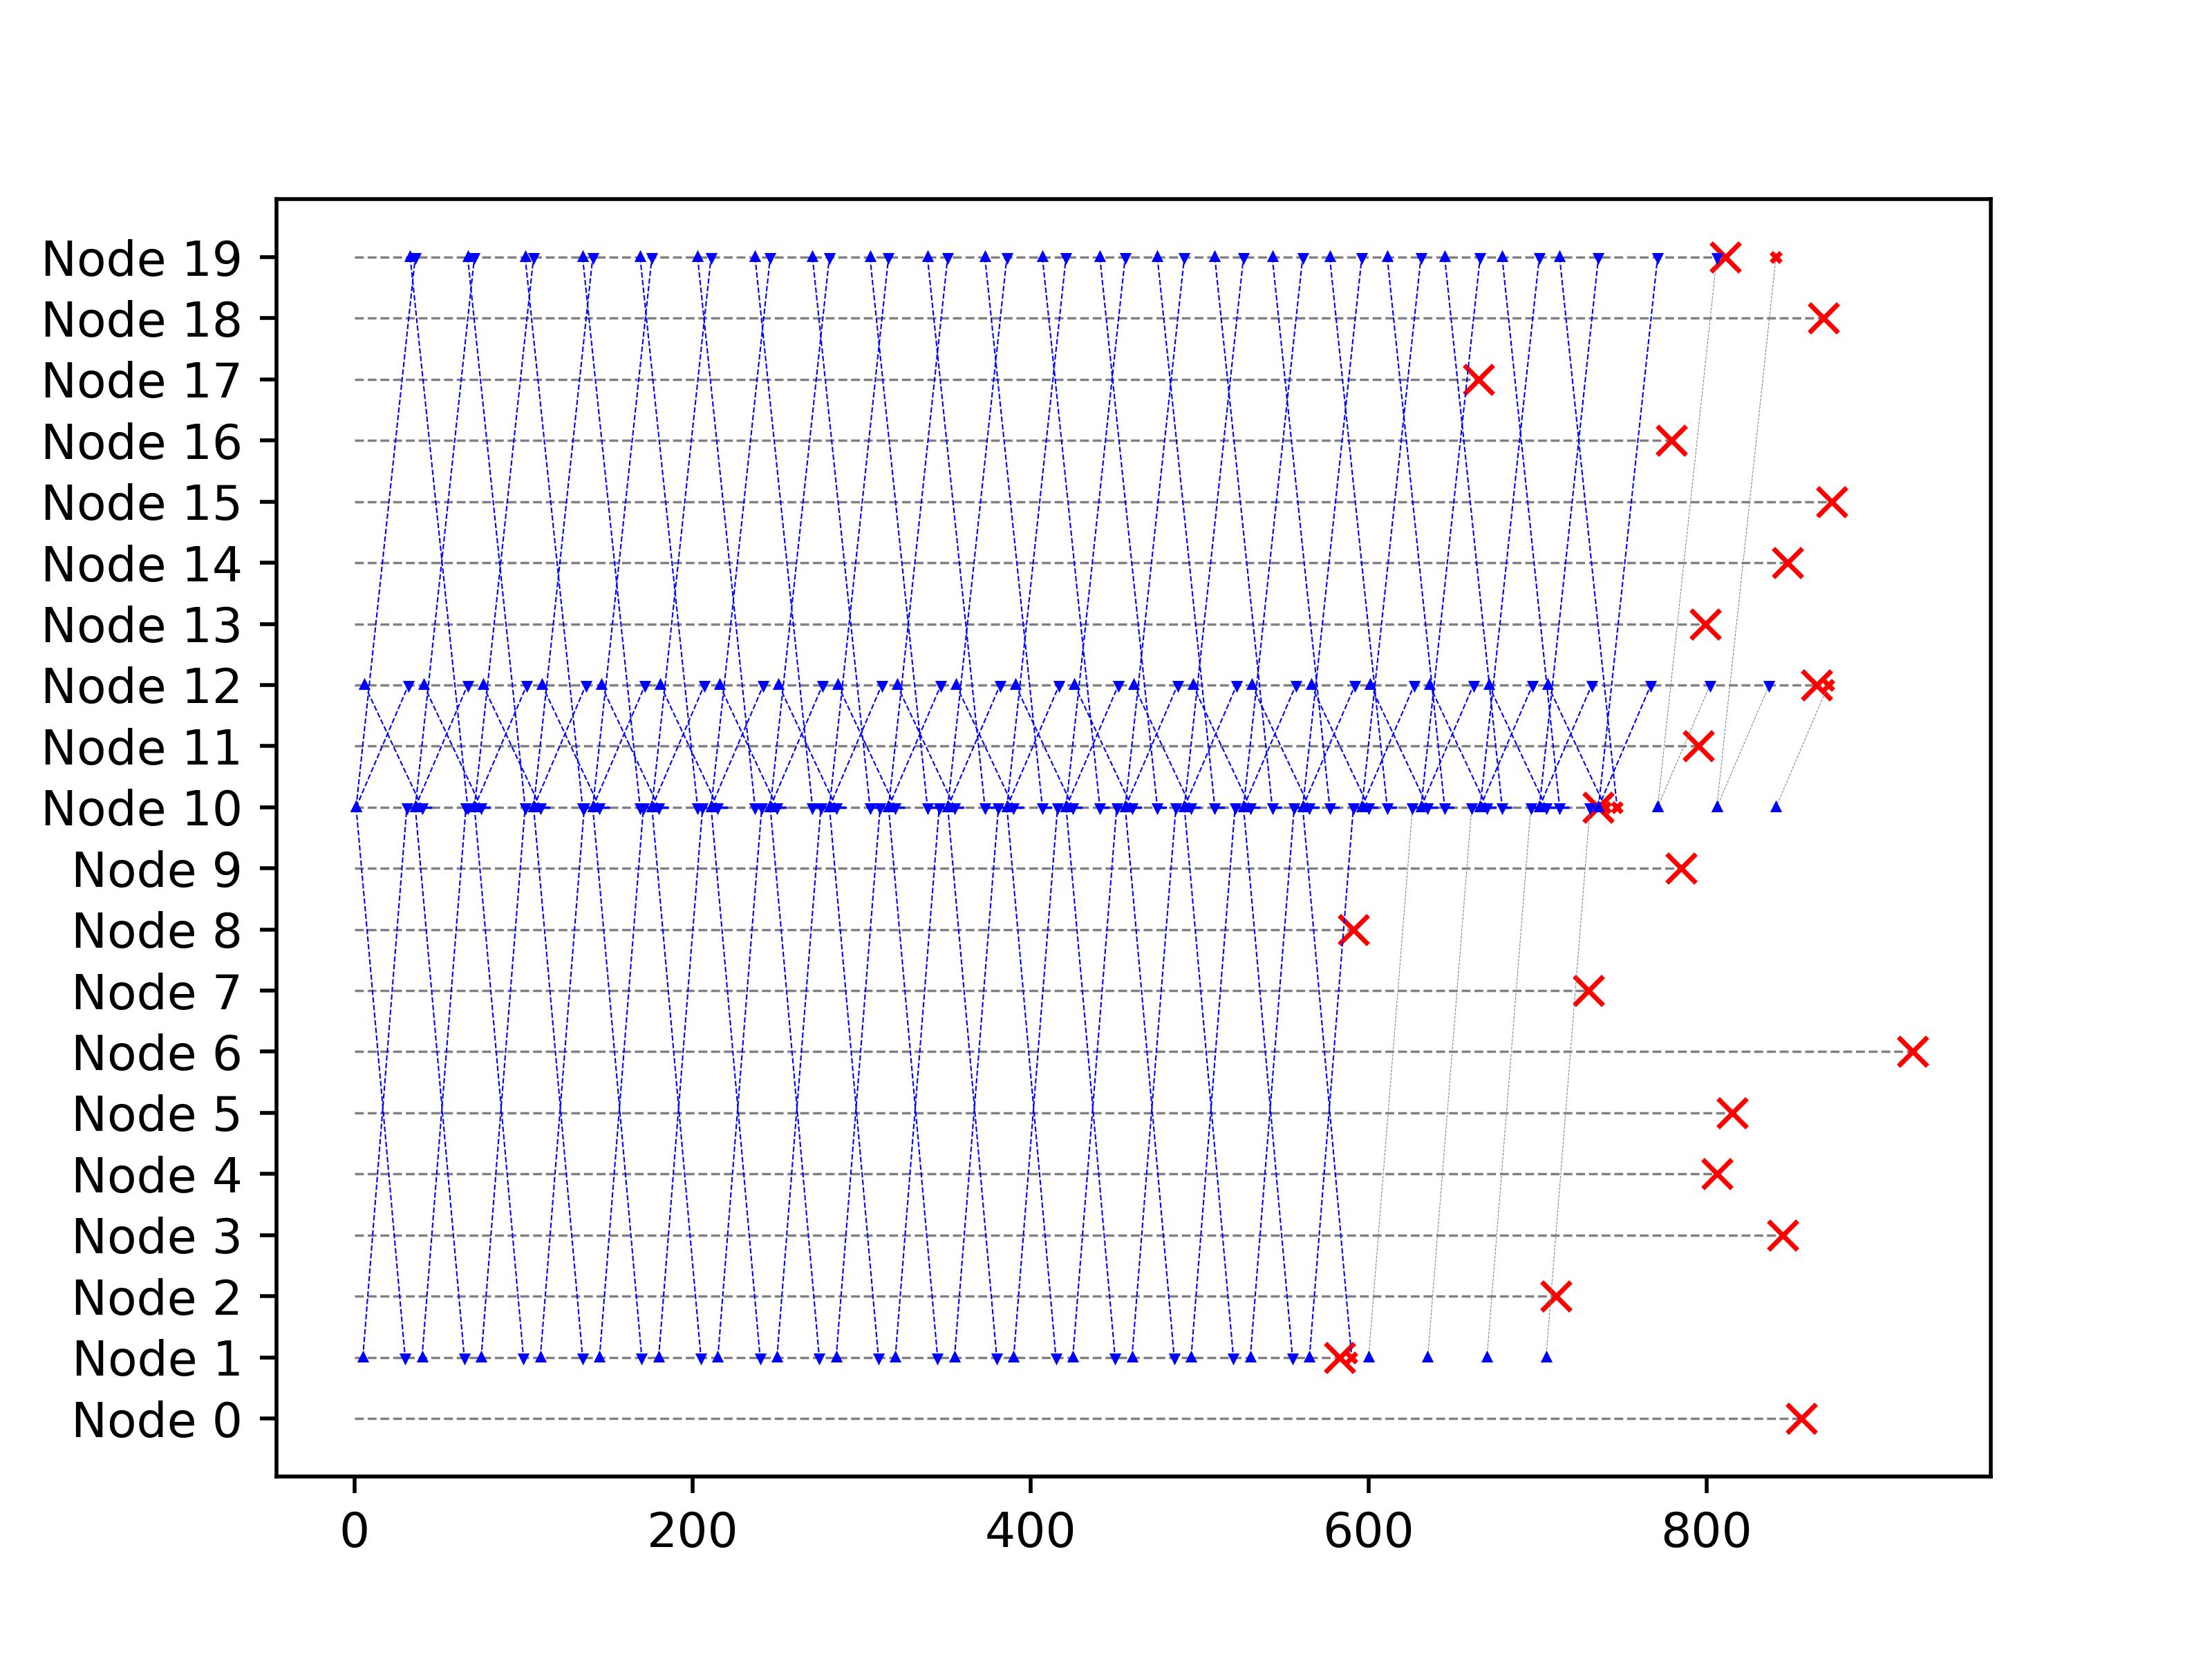 Node 19
Node 18
Node 17
Node 16
Node 15
Node 14
Node 13
Node 12
Node 11
Node 10
Node 9
Node 8
Node 7
Node 6
Node 5
Node 4
Node 3
Node 2
Node 1
Node 0
0 200 400 600 800